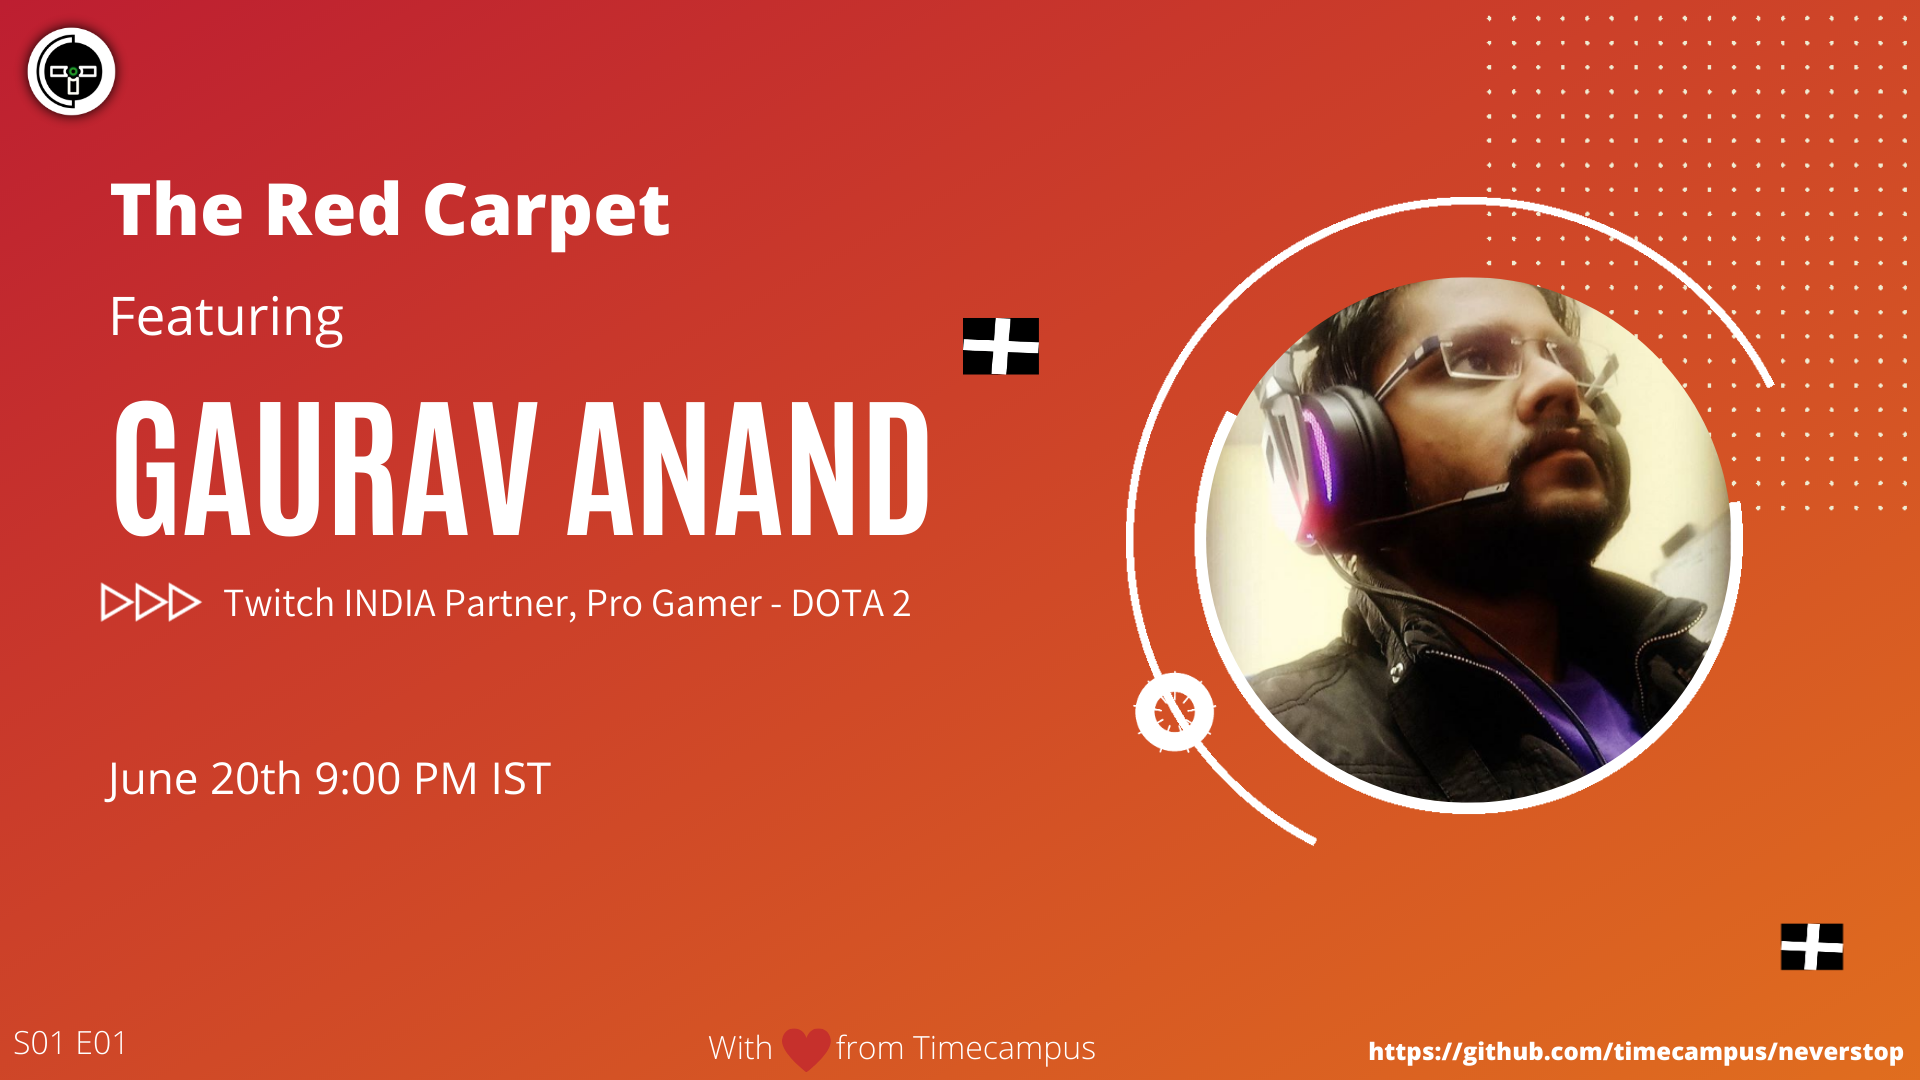 The Red Carpet
Featuring
GAURAV ANAND
Twitch INDIA Partner, Pro Gamer - DOTA 2
June 20th 9:00 PM IST
S01 E01
With from Timecampus
https://github.com/timecampus/neverstop